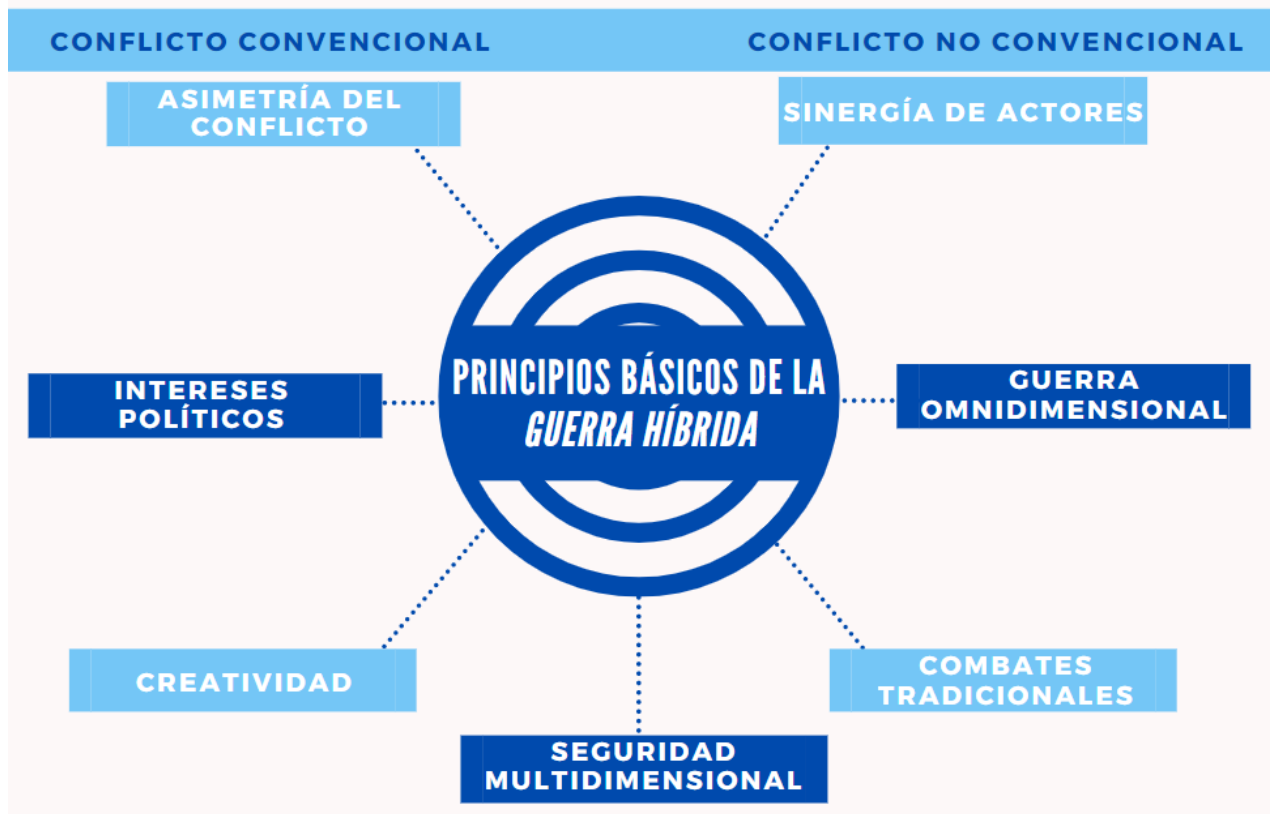 CONFLICTO CONVENCIONAL
CONFLICTO NO CONVENCIONAL
ASIMETRÍA DEL
CONFLICTO
SINERGÍA DE ACTORES
PRINCIPIOS BÁSICOS DE LA
GUERRA HÍBRIDA
INTERESES
POLÍTICOS
GUERRA
OMNIDIMENSIONAL
CREATIVIDAD
COMBATES
TRADICIONALES
SEGURIDAD
MULTIDIMENSIONAL